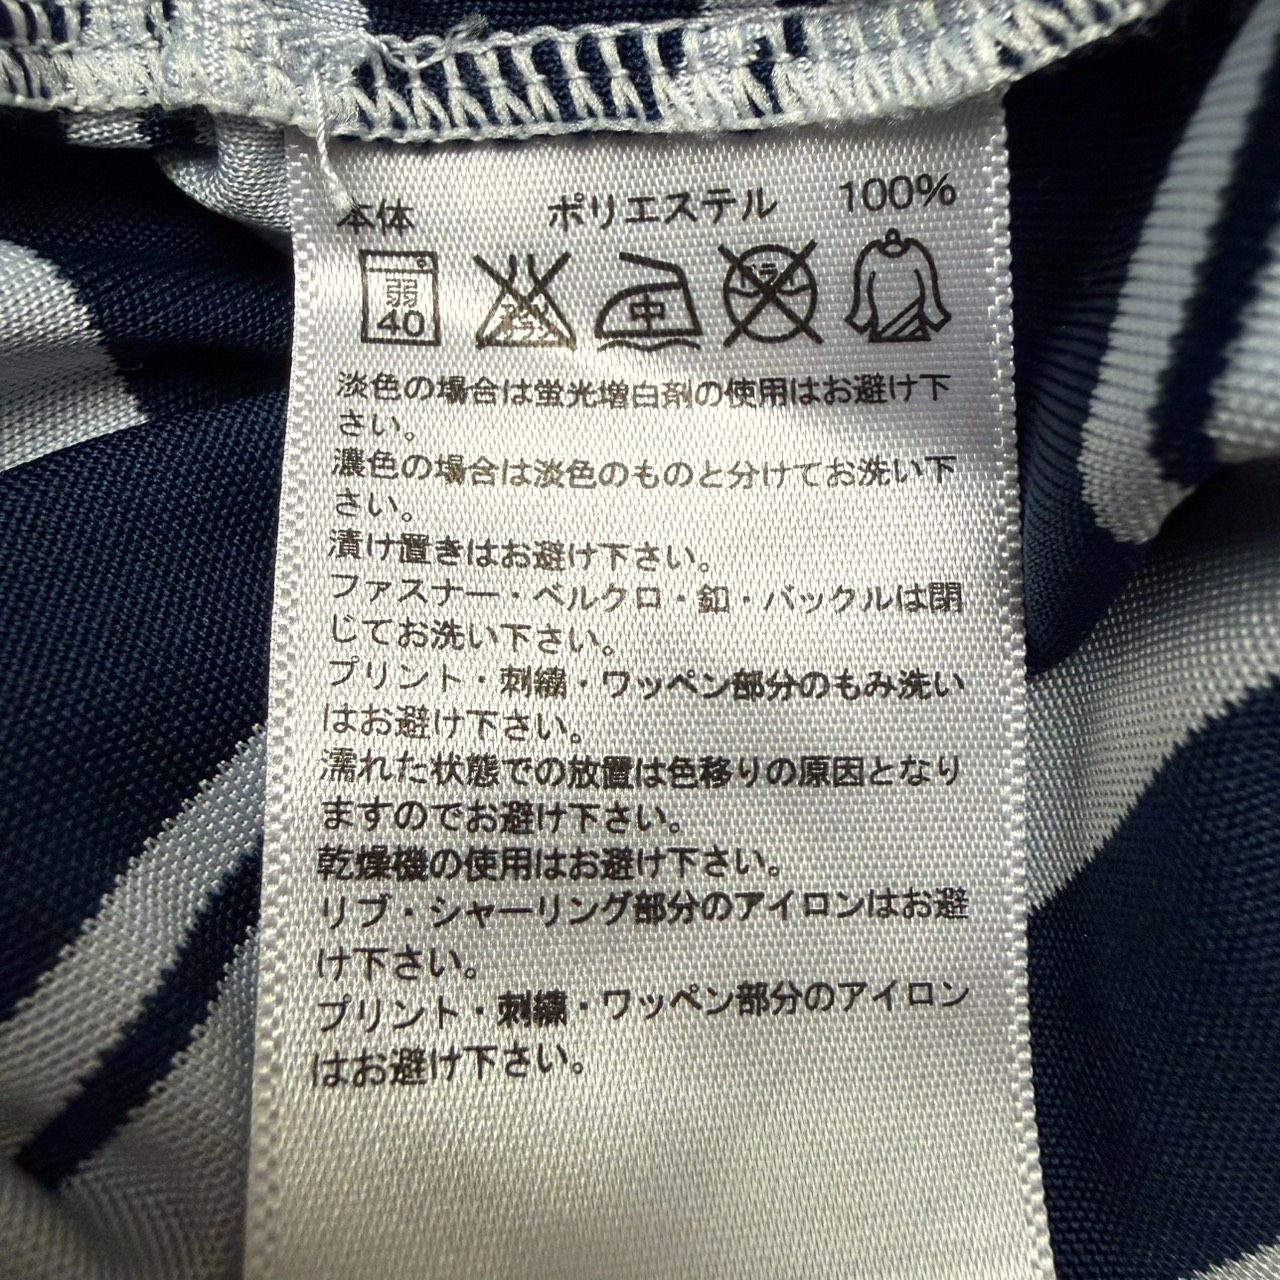 本体 ポリエステル 100%
弱 40 エンソサラシ 中 ドライ
淡色の場合は蛍光増白剤の使用はお避け下
さい。
濃色の場合は淡色のものと分けてお洗い下
さい。
漬け置きはお避け下さい。
ファスナー・ベルクロ・釦・バックルは閉
じてお洗い下さい。
プリント・刺繍・ワッペン部分のもみ洗い
はお避け下さい。
濡れた状態での放置は色移りの原因となり
ますのでお避け下さい。
乾燥機の使用はお避け下さい。
リブ・シャーリング部分のアイロンはお避
け下さい。
プリント・刺繍・ワッペン部分のアイロン
はお避け下さい。